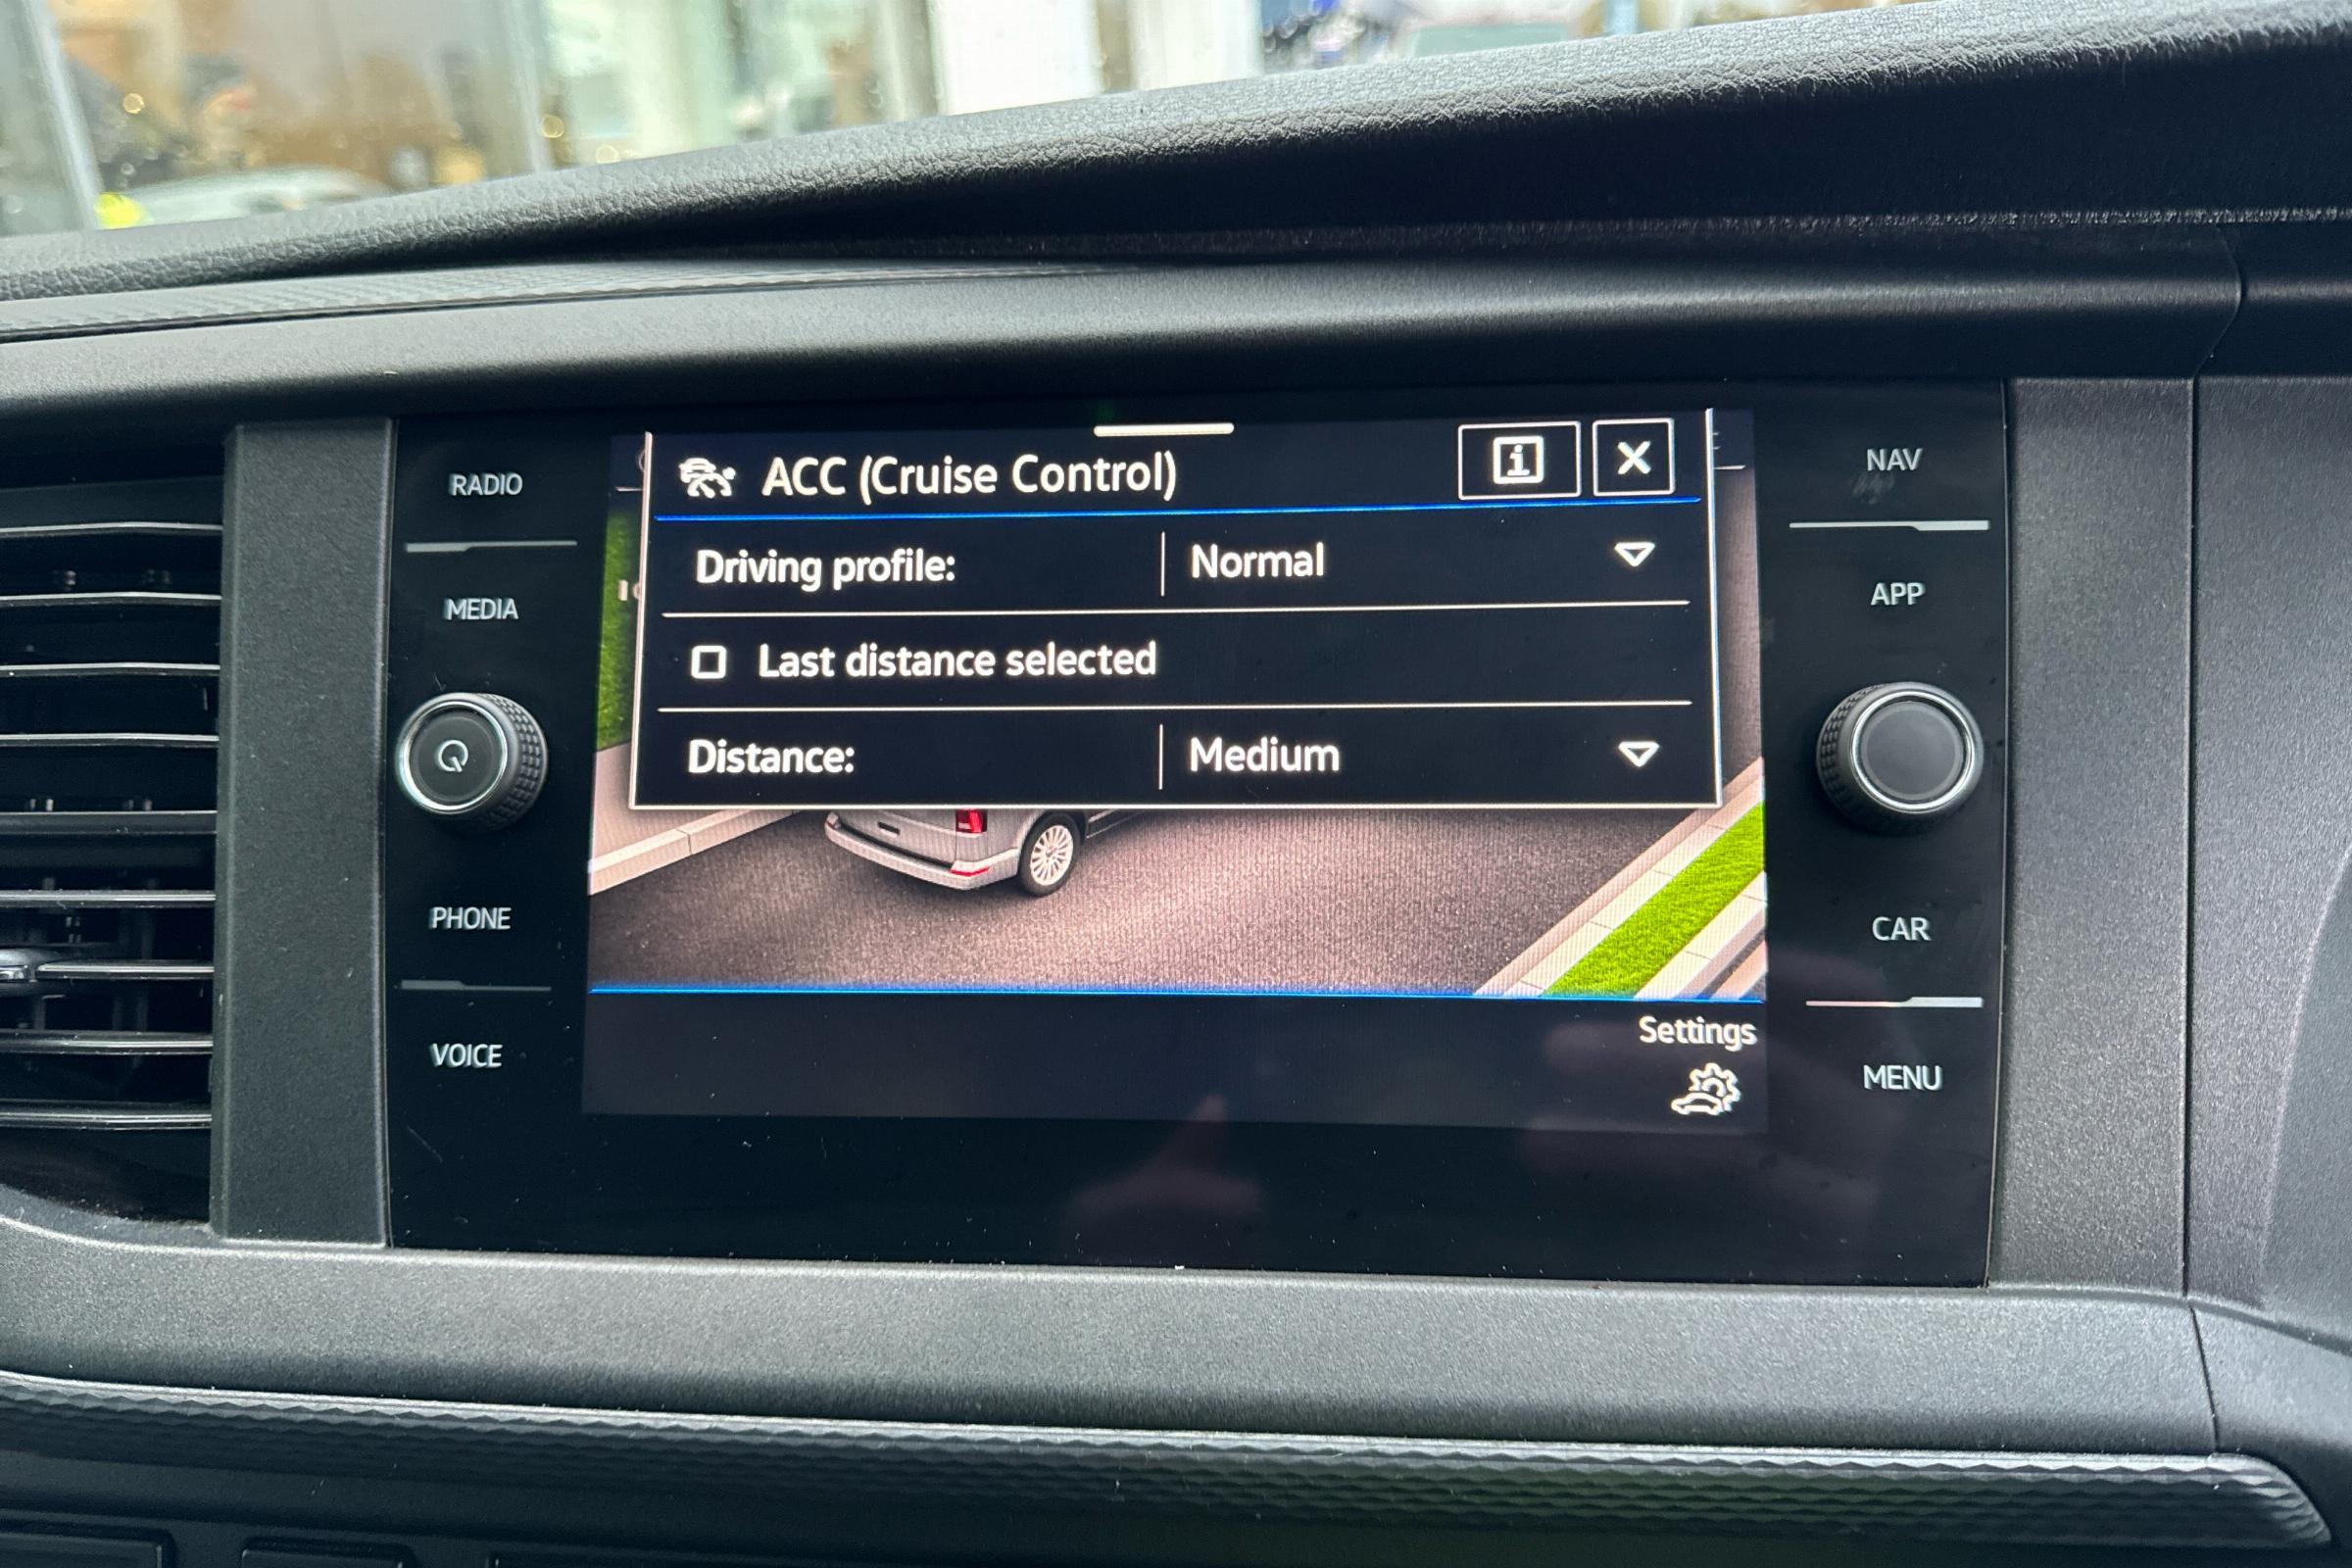 RADIO
MEDIA
PHONE
VOICE
ACC (Cruise Control)
Driving profile:
Normal
Last distance selected
Distance:
Medium
Settings
NAV
APP
CAR
MENU